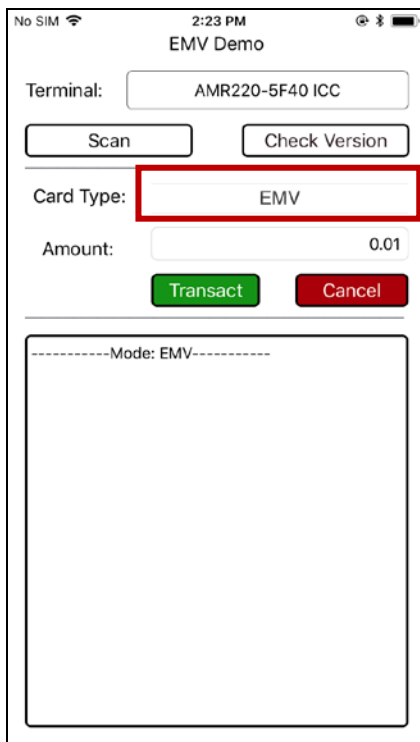 No SIM 2:23 PM
EMV Demo
Terminal: AMR220-5F40 ICC
Scan Check Version
Card Type: EMV
Amount: 0.01
Transact Cancel
-----------Mode: EMV-----------